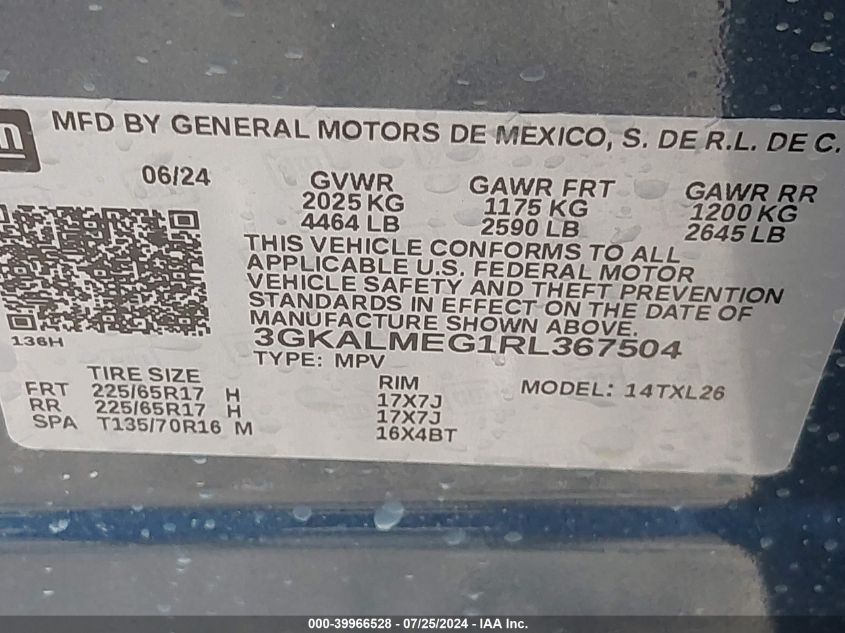 gm
MFD BY GENERAL MOTORS DE MEXICO, S. DE R.L. DE C.
06/24
GVWR
2025 KG
4464 LB
GAWR FRT
1175 KG
2590 LB
GAWR RR
1200 KG
2645 LB
THIS VEHICLE CONFORMS TO ALL
APPLICABLE U.S. FEDERAL MOTOR
VEHICLE SAFETY AND THEFT PREVENTION
STANDARDS IN EFFECT ON THE DATE OF
MANUFACTURE SHOWN ABOVE.
3GKALMEG1RL367504
TYPE: MPV
136H
TIRE SIZE
FRT 225/65R17 H
RR 225/65R17 H
SPA T135/70R16 M
RIM
17X7J
17X7J
16X4BT
MODEL: 14TXL26
000-39966528 - 07/25/2024 - IAA Inc.